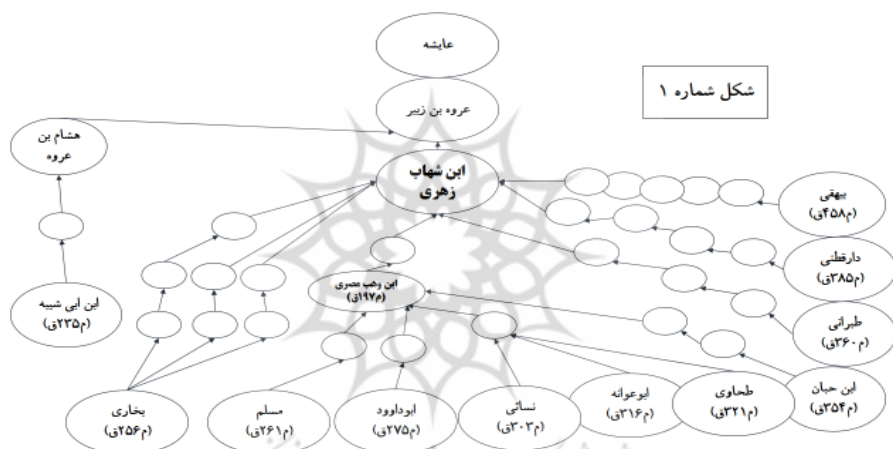 عایشه
شکل شماره ۱
عروه بن زبیر
هشام بن
عروه
ابن شهاب
زهری
بیهقی
(م۴۵۸ق)
دارقطنی
(م۳۸۵ق)
ابن وهب مصری
(م۱۹۷ق)
ابن ابی شیبه
(م۲۳۵ق)
طبرانی
(م۳۶۰ق)
ابن حبان
(م۳۵۴ق)
طحاوی
(م۳۲۱ق)
ابوعوانه
(م۳۱۶ق)
نسائی
(م۳۰۳ق)
ابوداوود
(م۲۷۵ق)
مسلم
(م۲۶۱ق)
بخاری
(م۲۵۶ق)